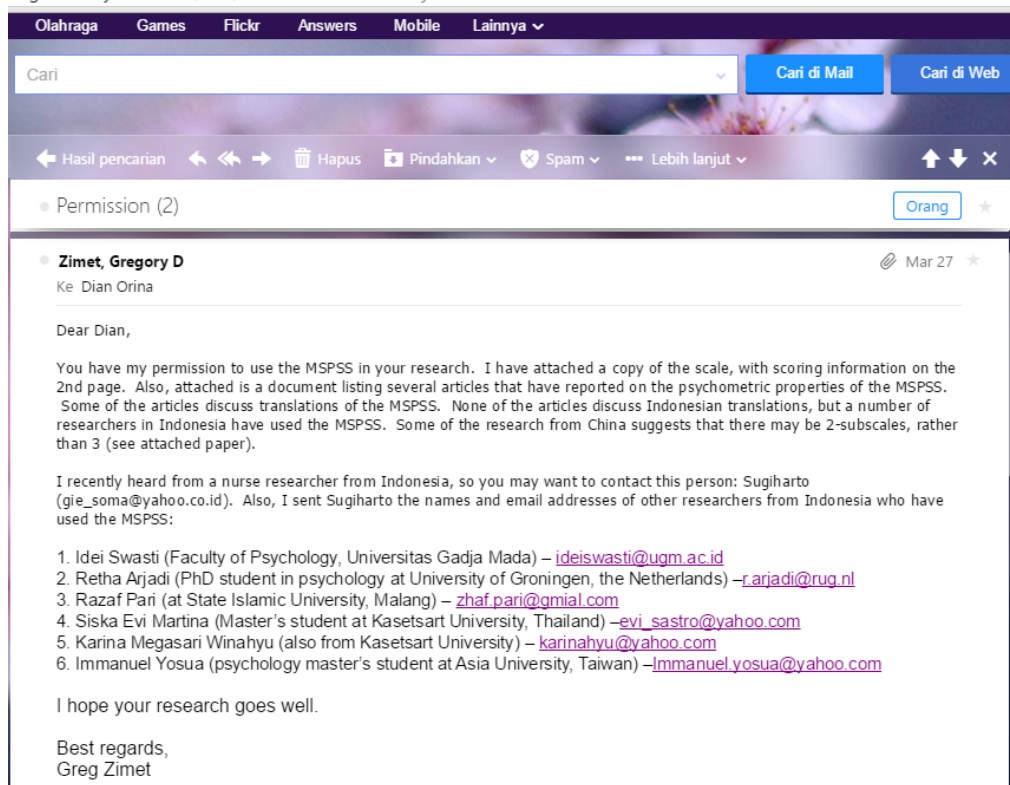 Olahraga Games Flickr Answers Mobile Lainnya
Cari Cari di Mail Cari di Web
Hasil pencarian Hapus Pindahkan Spam Lebih lanjut
Permission (2) Orang
Zimet, Gregory D Mar 27
Ke Dian Orina
Dear Dian,
You have my permission to use the MSPSS in your research. I have attached a copy of the scale, with scoring information on the
2nd page. Also, attached is a document listing several articles that have reported on the psychometric properties of the MSPSS.
Some of the articles discuss translations of the MSPSS. None of the articles discuss Indonesian translations, but a number of
researchers in Indonesia have used the MSPSS. Some of the research from China suggests that there may be 2-subscales, rather
than 3 (see attached paper).
I recently heard from a nurse researcher from Indonesia, so you may want to contact this person: Sugiharto
(gie_soma@yahoo.co.id). Also, I sent Sugiharto the names and email addresses of other researchers from Indonesia who have
used the MSPSS:
1. Idei Swasti (Faculty of Psychology, Universitas Gadja Mada) – ideiswasti@ugm.ac.id
2. Retha Arjadi (PhD student in psychology at University of Groningen, the Netherlands) –r.arjadi@rug.nl
3. Razaf Pari (at State Islamic University, Malang) – zhaf.pari@gmial.com
4. Siska Evi Martina (Master's student at Kasetsart University, Thailand) –evi_sastro@yahoo.com
5. Karina Megasari Winahyu (also from Kasetsart University) – karinahyu@yahoo.com
6. Immanuel Yosua (psychology master's student at Asia University, Taiwan) –Immanuel.yosua@yahoo.com
I hope your research goes well.
Best regards,
Greg Zimet